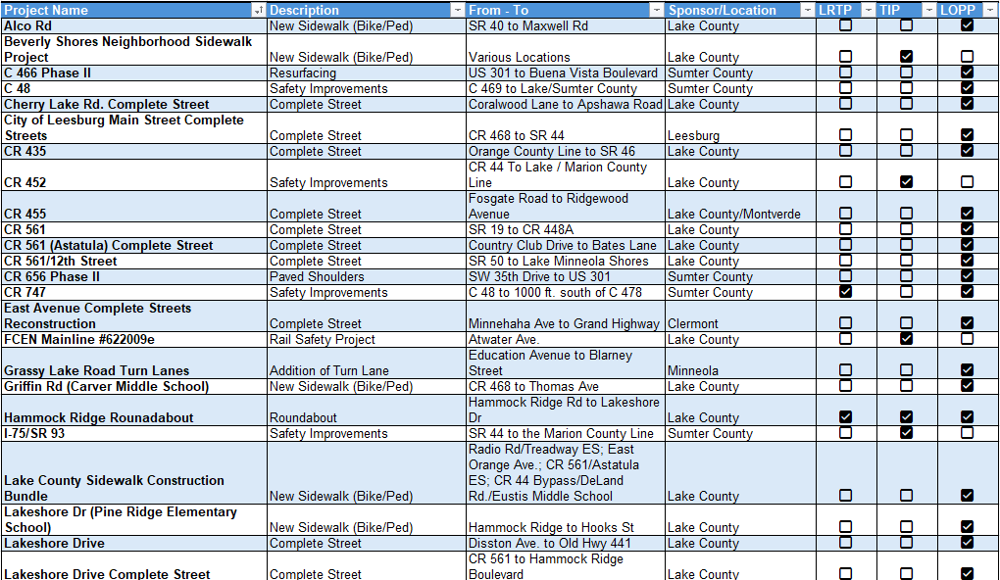 Project Name Description From - To Sponsor/Location LRTP TIP LOPP
Alco Rd New Sidewalk (Bike/Ped) SR 40 to Maxwell Rd Lake County
Beverly Shores Neighborhood Sidewalk
Project New Sidewalk (Bike/Ped) Various Locations Lake County
C 466 Phase II Resurfacing US 301 to Buena Vista Boulevard Sumter County
C 48 Safety Improvements C 469 to Lake/Sumter County Sumter County
Cherry Lake Rd. Complete Street Complete Street Coralwood Lane to Apshawa Road Lake County
City of Leesburg Main Street Complete
Streets Complete Street CR 468 to SR 44 Leesburg
CR 435 Complete Street Orange County Line to SR 46 Lake County
CR 44 To Lake / Marion County
CR 452 Safety Improvements Line Lake County
Fosgate Road to Ridgewood
CR 455 Complete Street Avenue Lake County/Montverde
CR 561 Complete Street SR 19 to CR 448A Lake County
CR 561 (Astatula) Complete Street Complete Street Country Club Drive to Bates Lane Lake County
CR 561/12th Street Complete Street SR 50 to Lake Minneola Shores Lake County
CR 656 Phase II Paved Shoulders SW 35th Drive to US 301 Sumter County
CR 747 Safety Improvements C 48 to 1000 ft. south of C 478 Sumter County
East Avenue Complete Streets
Reconstruction Complete Street Minnehaha Ave to Grand Highway Clermont
FCEN Mainline #622009e Rail Safety Project Atwater Ave. Lake County
Education Avenue to Blarney
Grassy Lake Road Turn Lanes Addition of Turn Lane Street Minneola
Griffin Rd (Carver Middle School) New Sidewalk (Bike/Ped) CR 468 to Thomas Ave Lake County
Hammock Ridge Rd to Lakeshore
Hammock Ridge Rounadabout Roundabout Dr Lake County
I-75/SR 93 Safety Improvements SR 44 to the Marion County Line Sumter County
Radio Rd/Treadway ES; East
Orange Ave.; CR 561/Astatula
Lake County Sidewalk Construction ES; CR 44 Bypass/DeLand
Bundle New Sidewalk (Bike/Ped) Rd./Eustis Middle School Lake County
Lakeshore Dr (Pine Ridge Elementary
School) New Sidewalk (Bike/Ped) Hammock Ridge to Hooks St Lake County
Lakeshore Drive Complete Street Disston Ave. to Old Hwy 441 Lake County
CR 561 to Hammock Ridge
Lakeshore Drive Complete Street Complete Street Boulevard Lake County